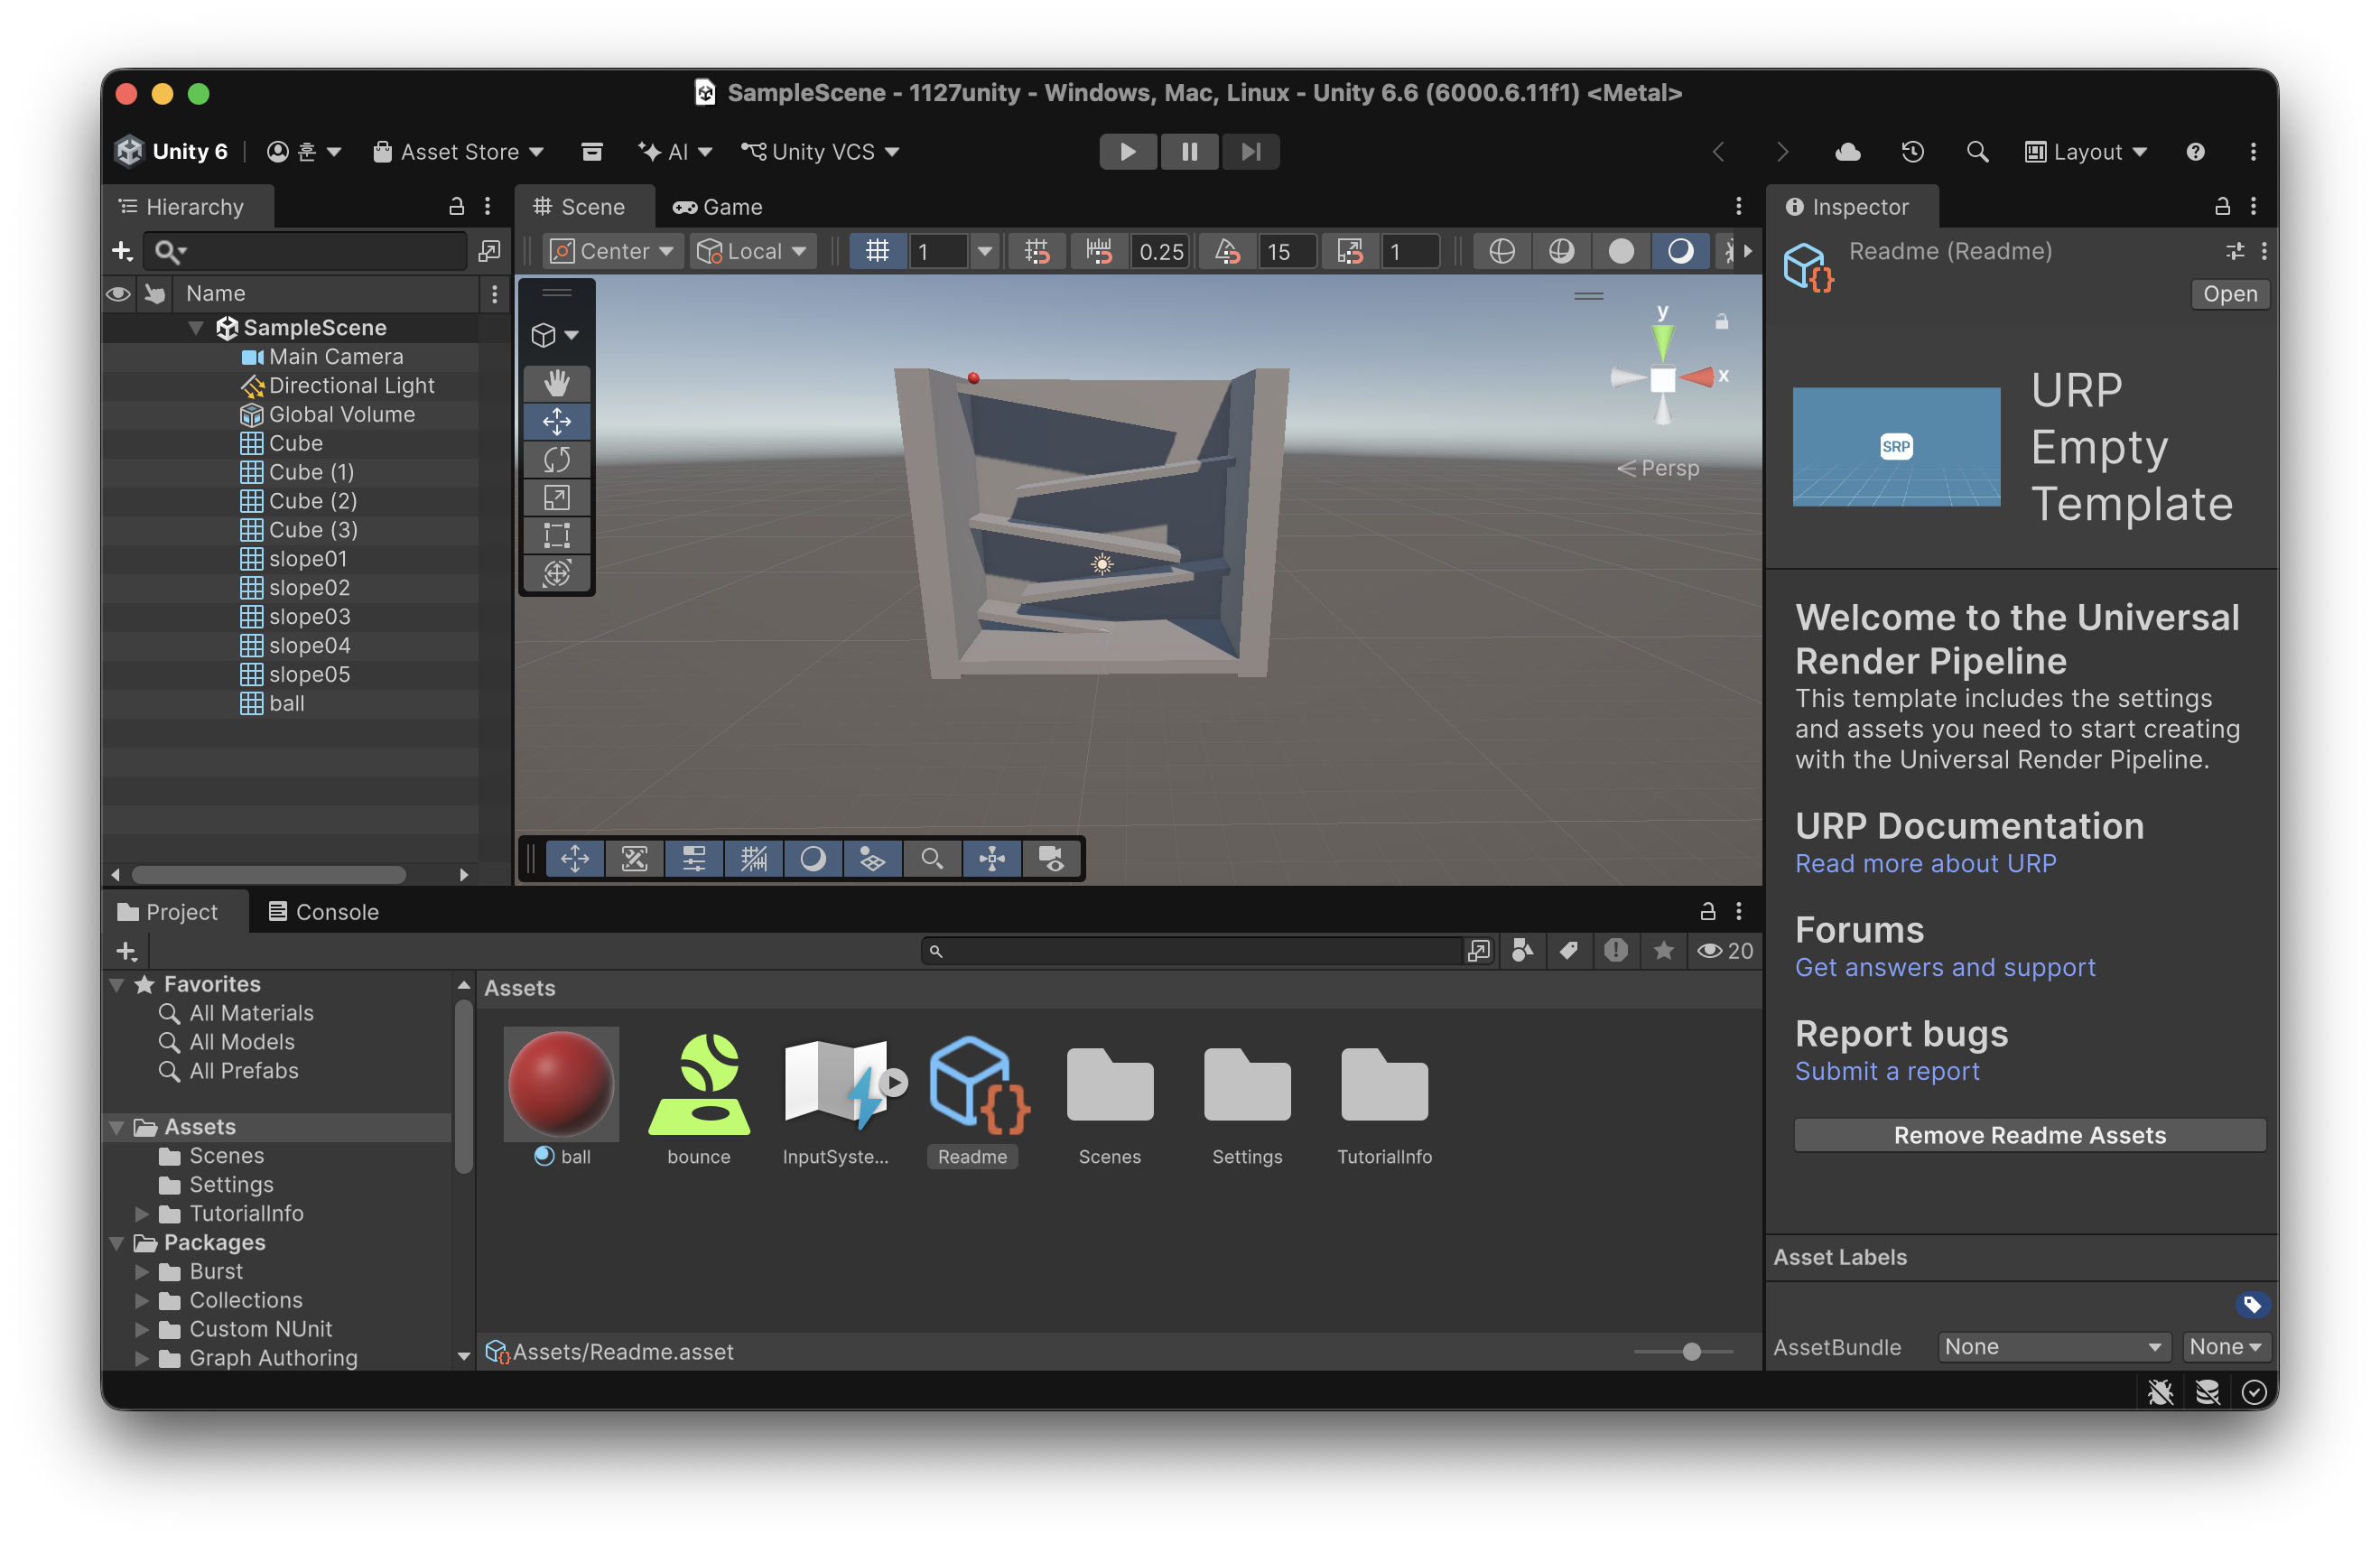 SampleScene - 1127unity - Windows, Mac, Linux - Unity 6.6 (6000.6.11f1) <Metal>
Unity 6
훈
Asset Store
AI
Unity VCS
Layout
Hierarchy
Name
SampleScene
Main Camera
Directional Light
Global Volume
Cube
Cube (1)
Cube (2)
Cube (3)
slope01
slope02
slope03
slope04
slope05
ball
Scene
Game
Center
Local
1
0.25
15
1
y
x
Persp
Inspector
Readme (Readme)
Open
SRP
URP
Empty
Template
Welcome to the Universal
Render Pipeline
This template includes the settings
and assets you need to start creating
with the Universal Render Pipeline.
URP Documentation
Read more about URP
Forums
Get answers and support
Report bugs
Submit a report
Remove Readme Assets
Asset Labels
AssetBundle
None
None
Project
Console
20
Favorites
All Materials
All Models
All Prefabs
Assets
Scenes
Settings
TutorialInfo
Packages
Burst
Collections
Custom NUnit
Graph Authoring
Assets
ball
bounce
InputSyste...
Readme
Scenes
Settings
TutorialInfo
Assets/Readme.asset